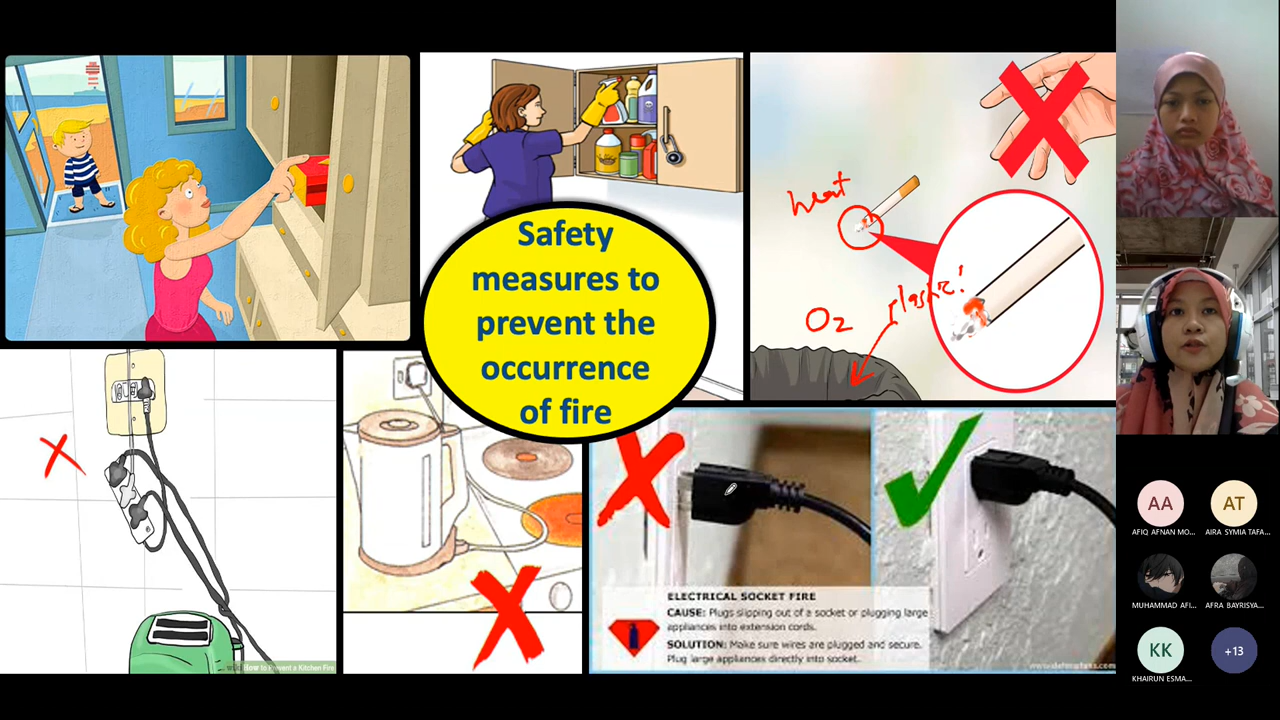 Safety
measures to
prevent the
occurrence
of fire
heat
O2
plastic!
ELECTRICAL SOCKET FIRE
CAUSE: Plugs slipping out of a socket or plugging large
appliances into extension cords.
SOLUTION: Make sure wires are plugged and secure.
Plug large appliances directly into socket.
How to Prevent a Kitchen Fire
AA
AT
AFIQ AFNAN MO...
AIRA SYMIA TAFA...
MUHAMMAD AFI...
AFRA BAYRISYA...
KK
+13
KHAIRUN ESMA...